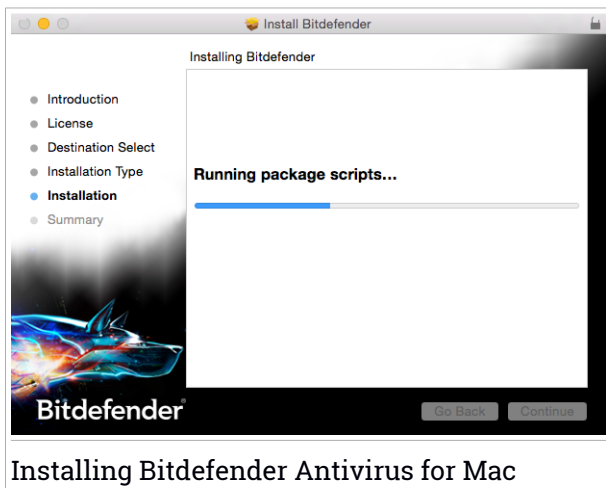 Install Bitdefender
Installing Bitdefender
Introduction
License
Destination Select
Installation Type
Installation
Summary
Running package scripts...
Bitdefender®
Go Back
Continue
Installing Bitdefender Antivirus for Mac